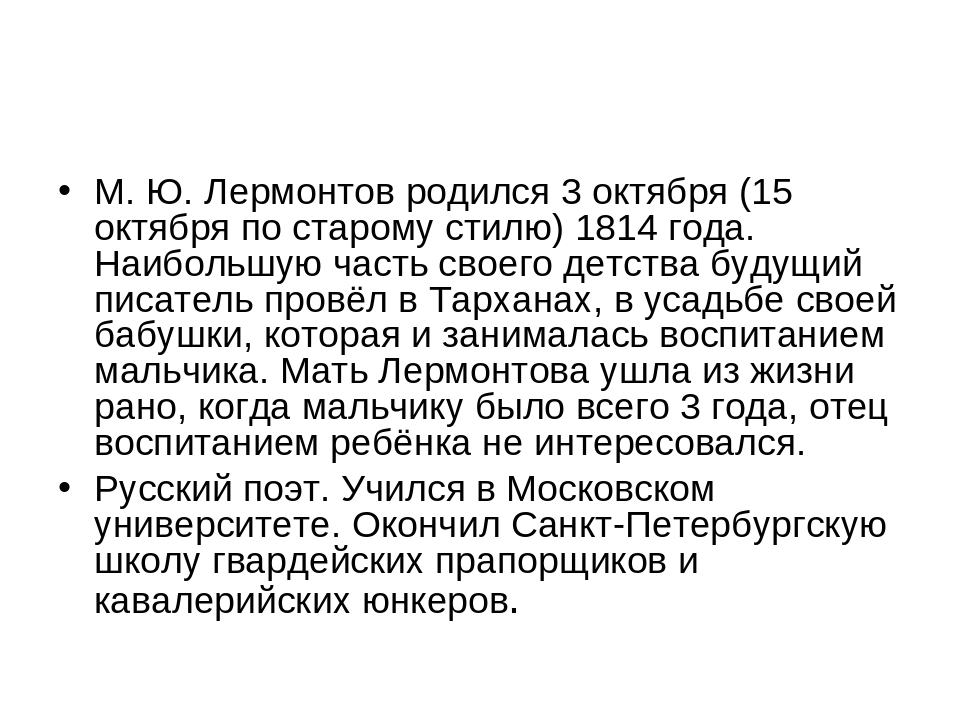 • М. Ю. Лермонтов родился 3 октября (15
октября по старому стилю) 1814 года.
Наибольшую часть своего детства будущий
писатель провёл в Тарханах, в усадьбе своей
бабушки, которая и занималась воспитанием
мальчика. Мать Лермонтова ушла из жизни
рано, когда мальчику было всего 3 года, отец
воспитанием ребёнка не интересовался.
• Русский поэт. Учился в Московском
университете. Окончил Санкт-Петербургскую
школу гвардейских прапорщиков и
кавалерийских юнкеров.